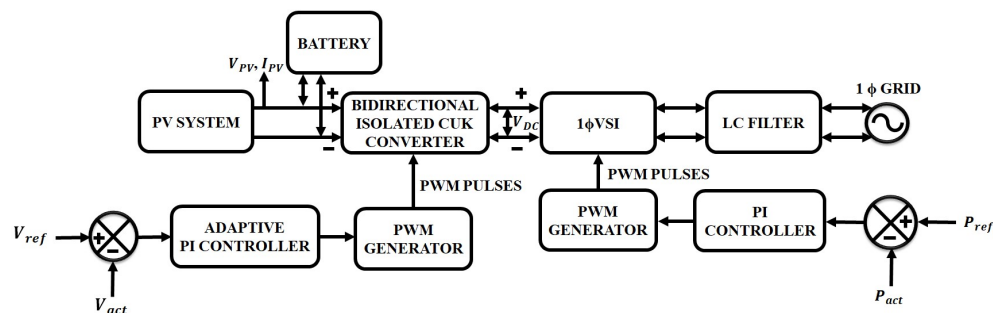 BATTERY
V_PV, I_PV
PV SYSTEM
+
−
BIDIRECTIONAL
ISOLATED CUK
CONVERTER
+
V_DC
−
1ϕVSI
LC FILTER
1 ϕ GRID
PWM PULSES
PWM PULSES
V_ref
+
−
V_act
ADAPTIVE
PI CONTROLLER
PWM
GENERATOR
PWM
GENERATOR
PI
CONTROLLER
+
−
P_ref
P_act